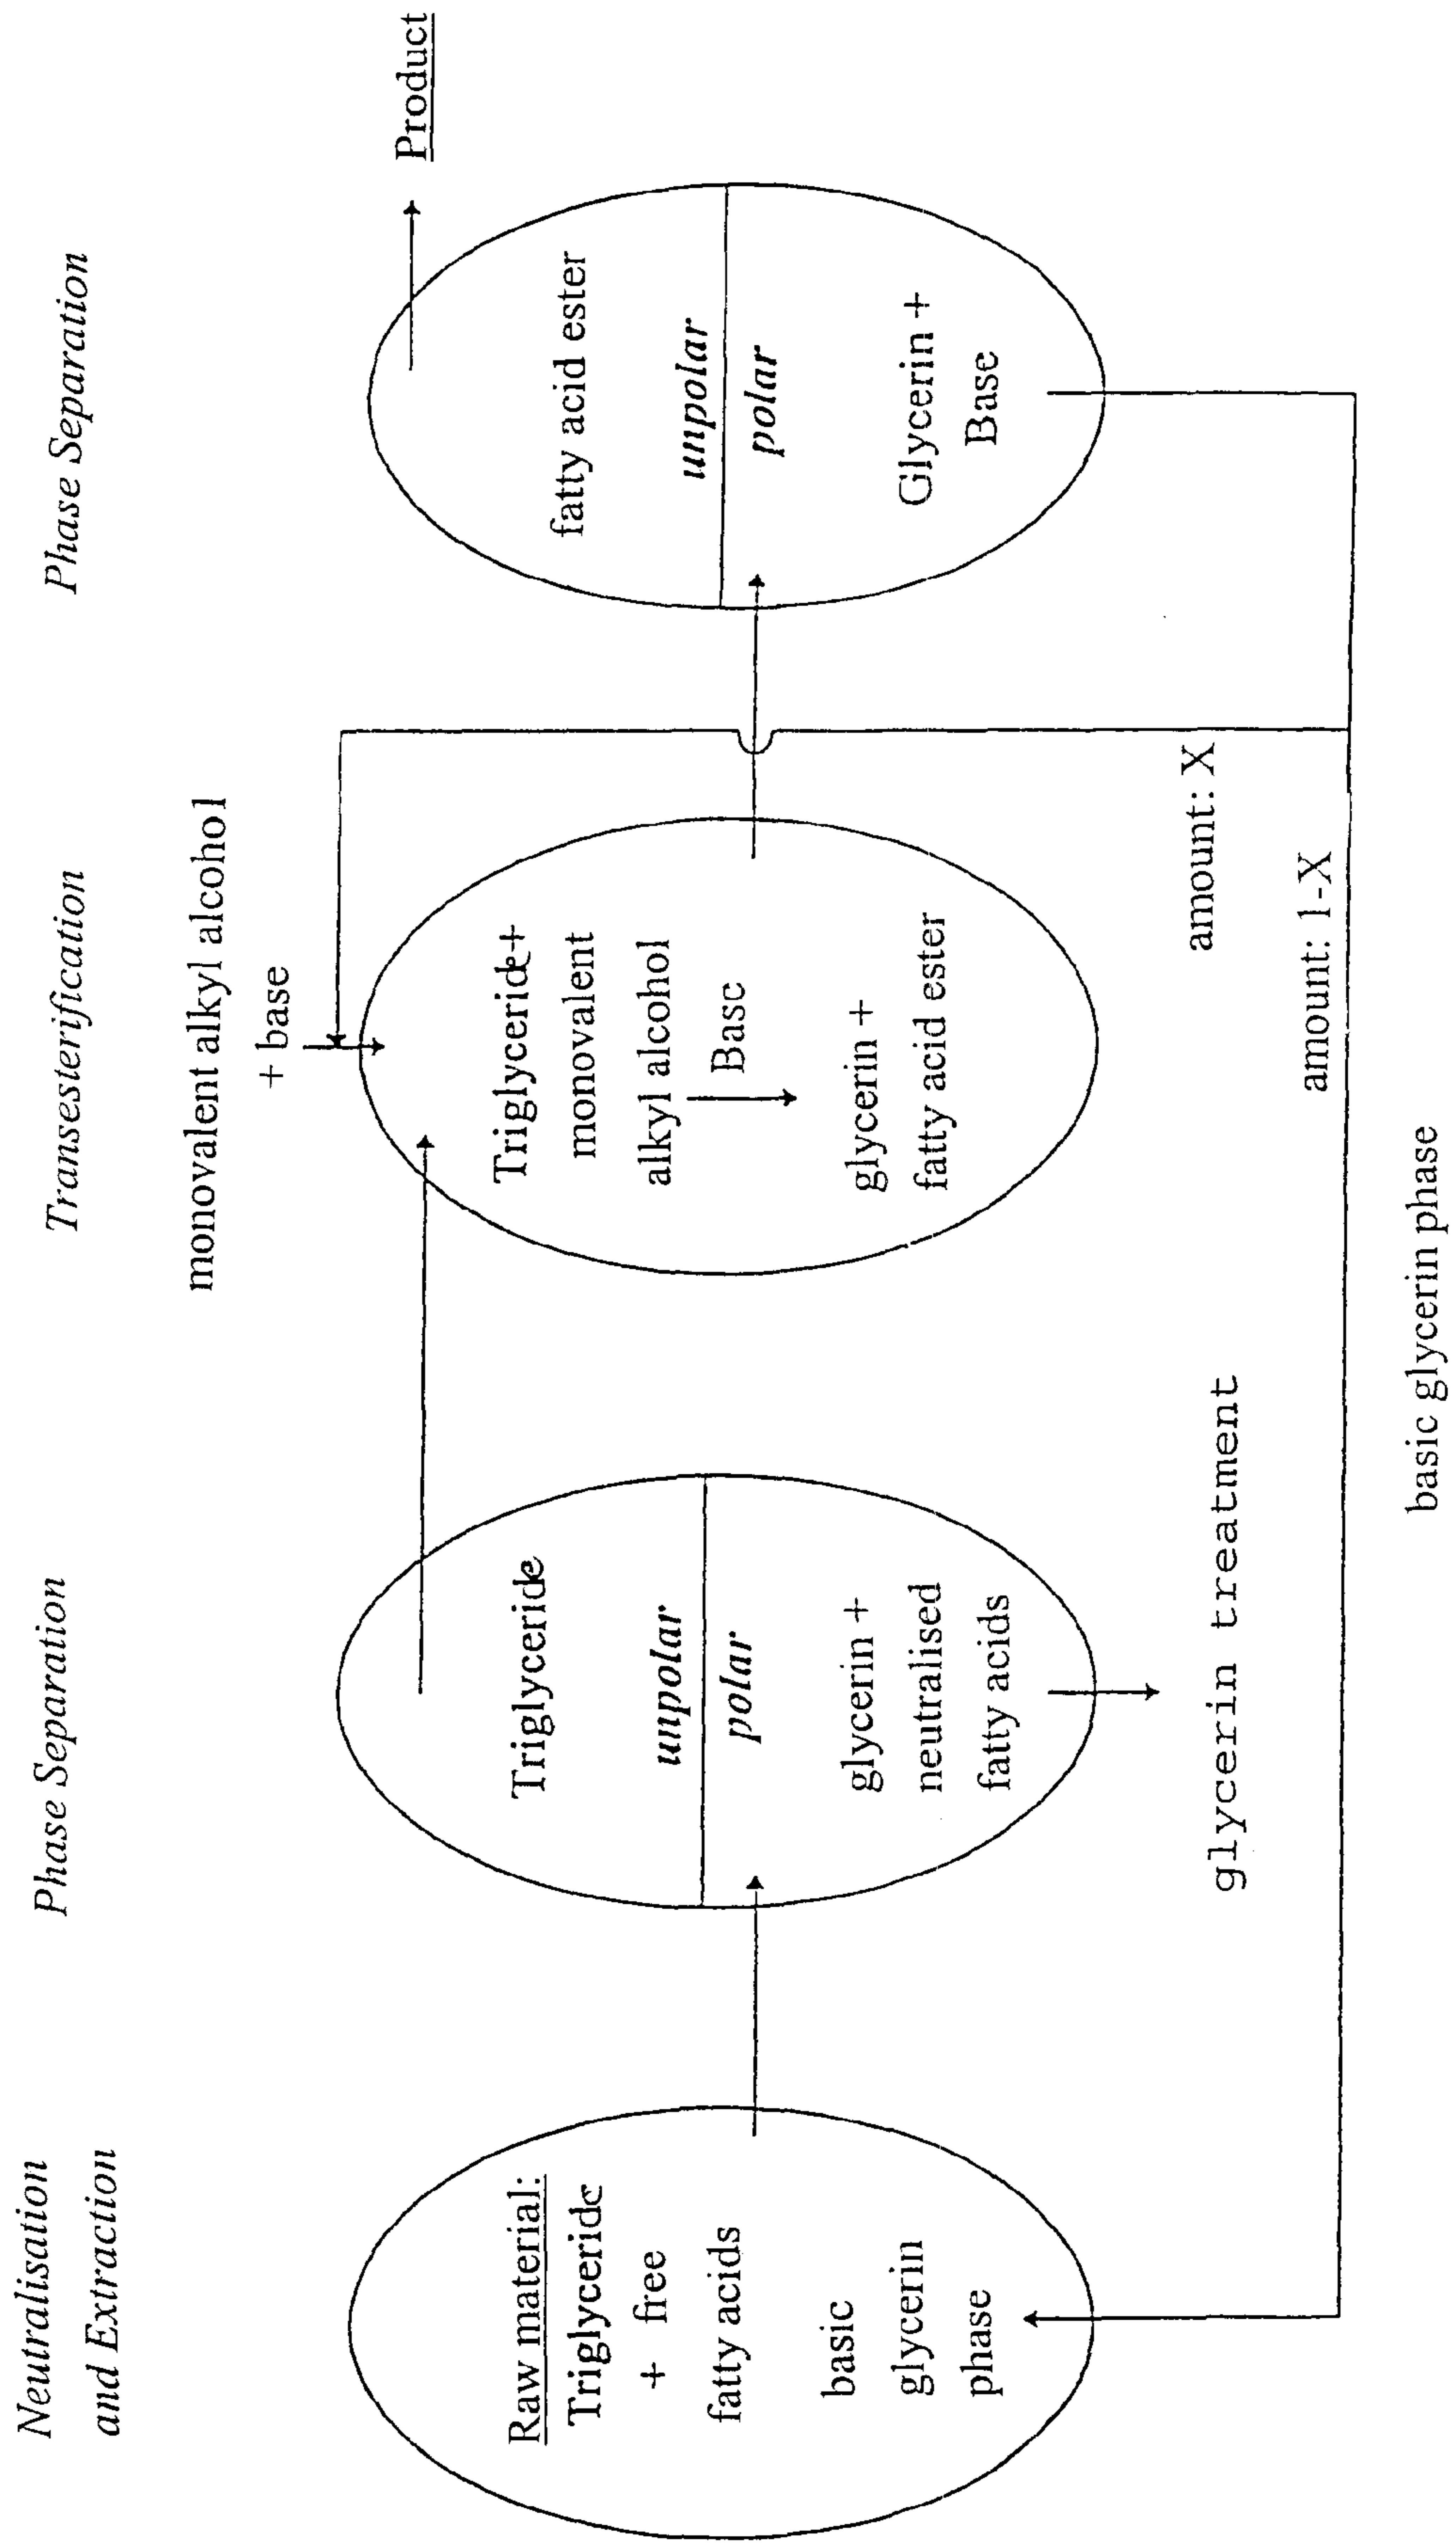 Neutralisation
and Extraction
Phase Separation
Transesterification
Phase Separation
Raw material:
Triglyceride
+ free
fatty acids
basic
glycerin
phase
Triglyceride
unpolar
polar
glycerin +
neutralised
fatty acids
glycerin treatment
monovalent alkyl alcohol
+ base
Triglyceride+
monovalent
alkyl alcohol
Base
glycerin +
fatty acid ester
amount: X
amount: 1-X
fatty acid ester
unpolar
polar
Glycerin +
Base
Product
basic glycerin phase